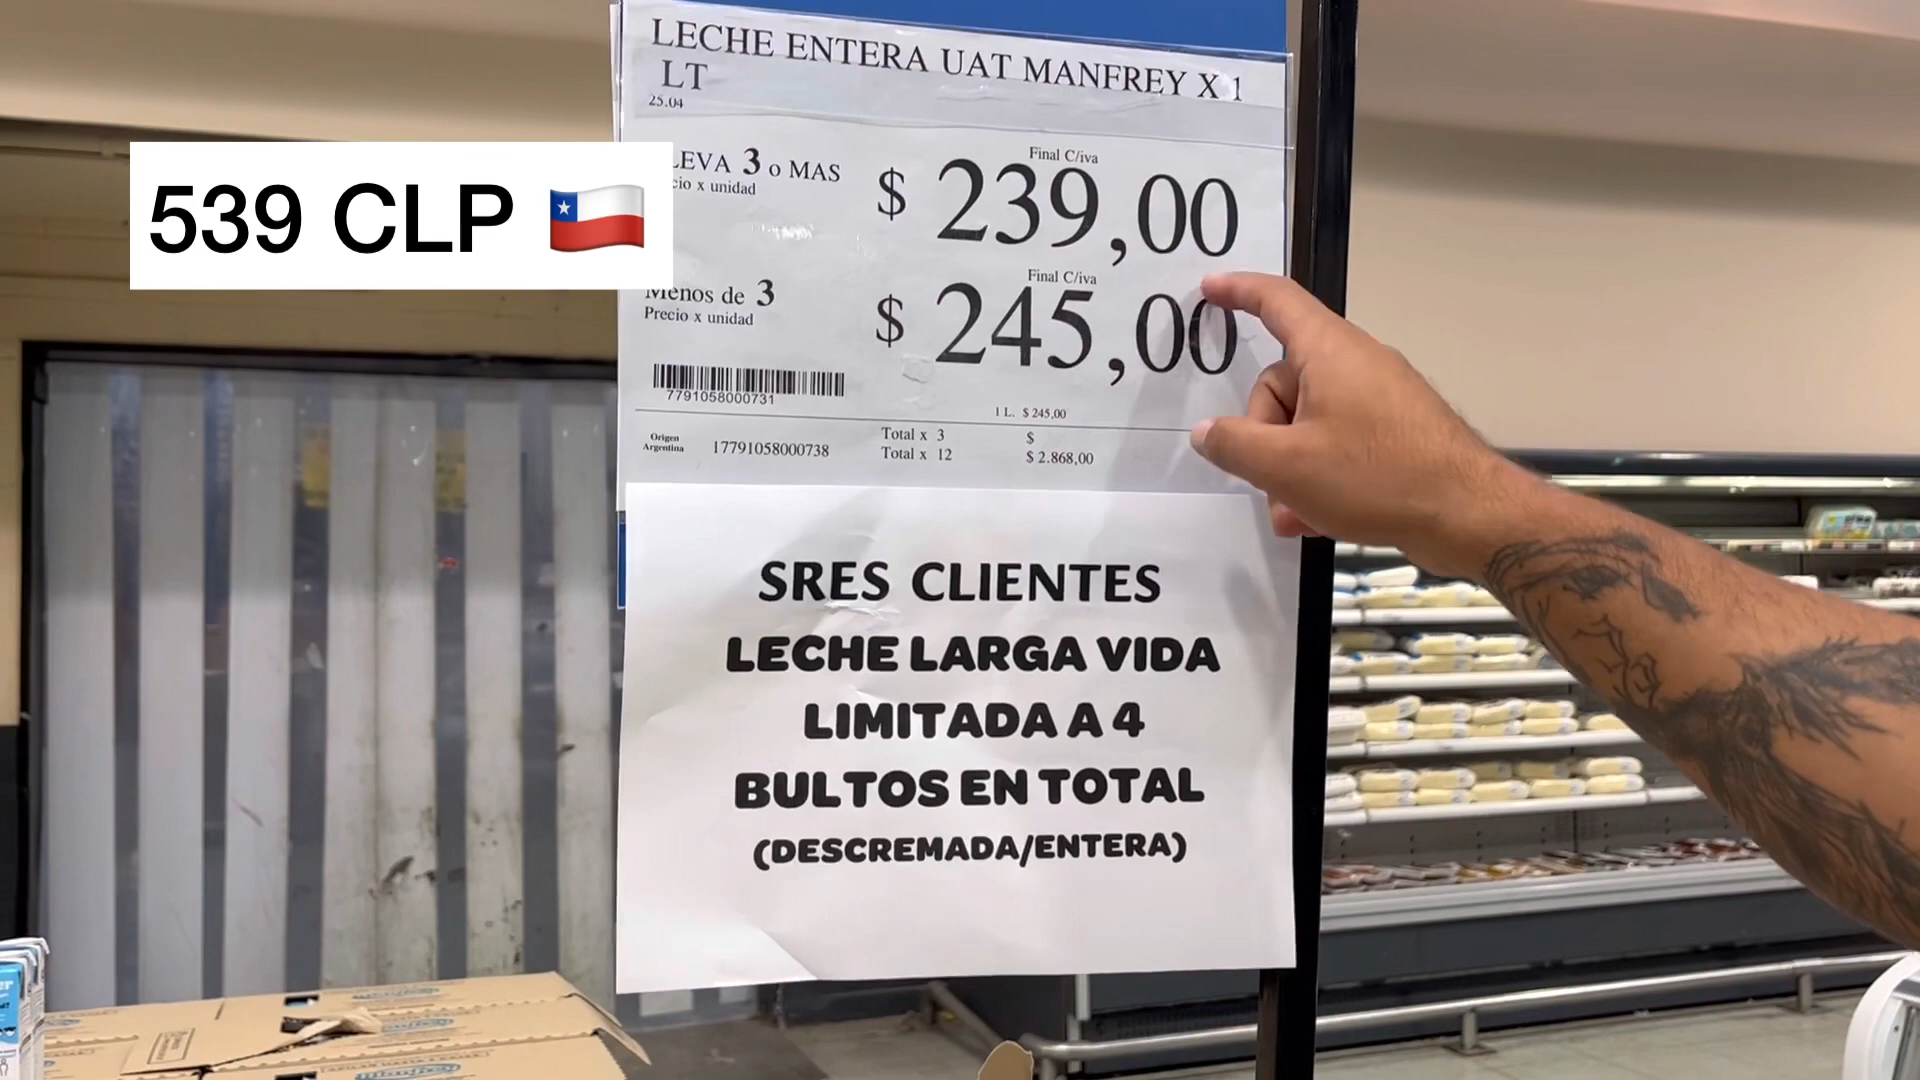 LECHE ENTERA UAT MANFREY X 1
LT
25.04
LEVA 3 o MAS
cio x unidad
Final C/iva
$ 239,00
539 CLP 🇨🇱
Menos de 3
Precio x unidad
Final C/iva
$ 245,00
7791058000731
1 L. $ 245,00
Origen
Argentina
17791058000738
Total x 3 $
Total x 12 $ 2.868,00
SRES CLIENTES
LECHE LARGA VIDA
LIMITADA A 4
BULTOS EN TOTAL
(DESCREMADA/ENTERA)